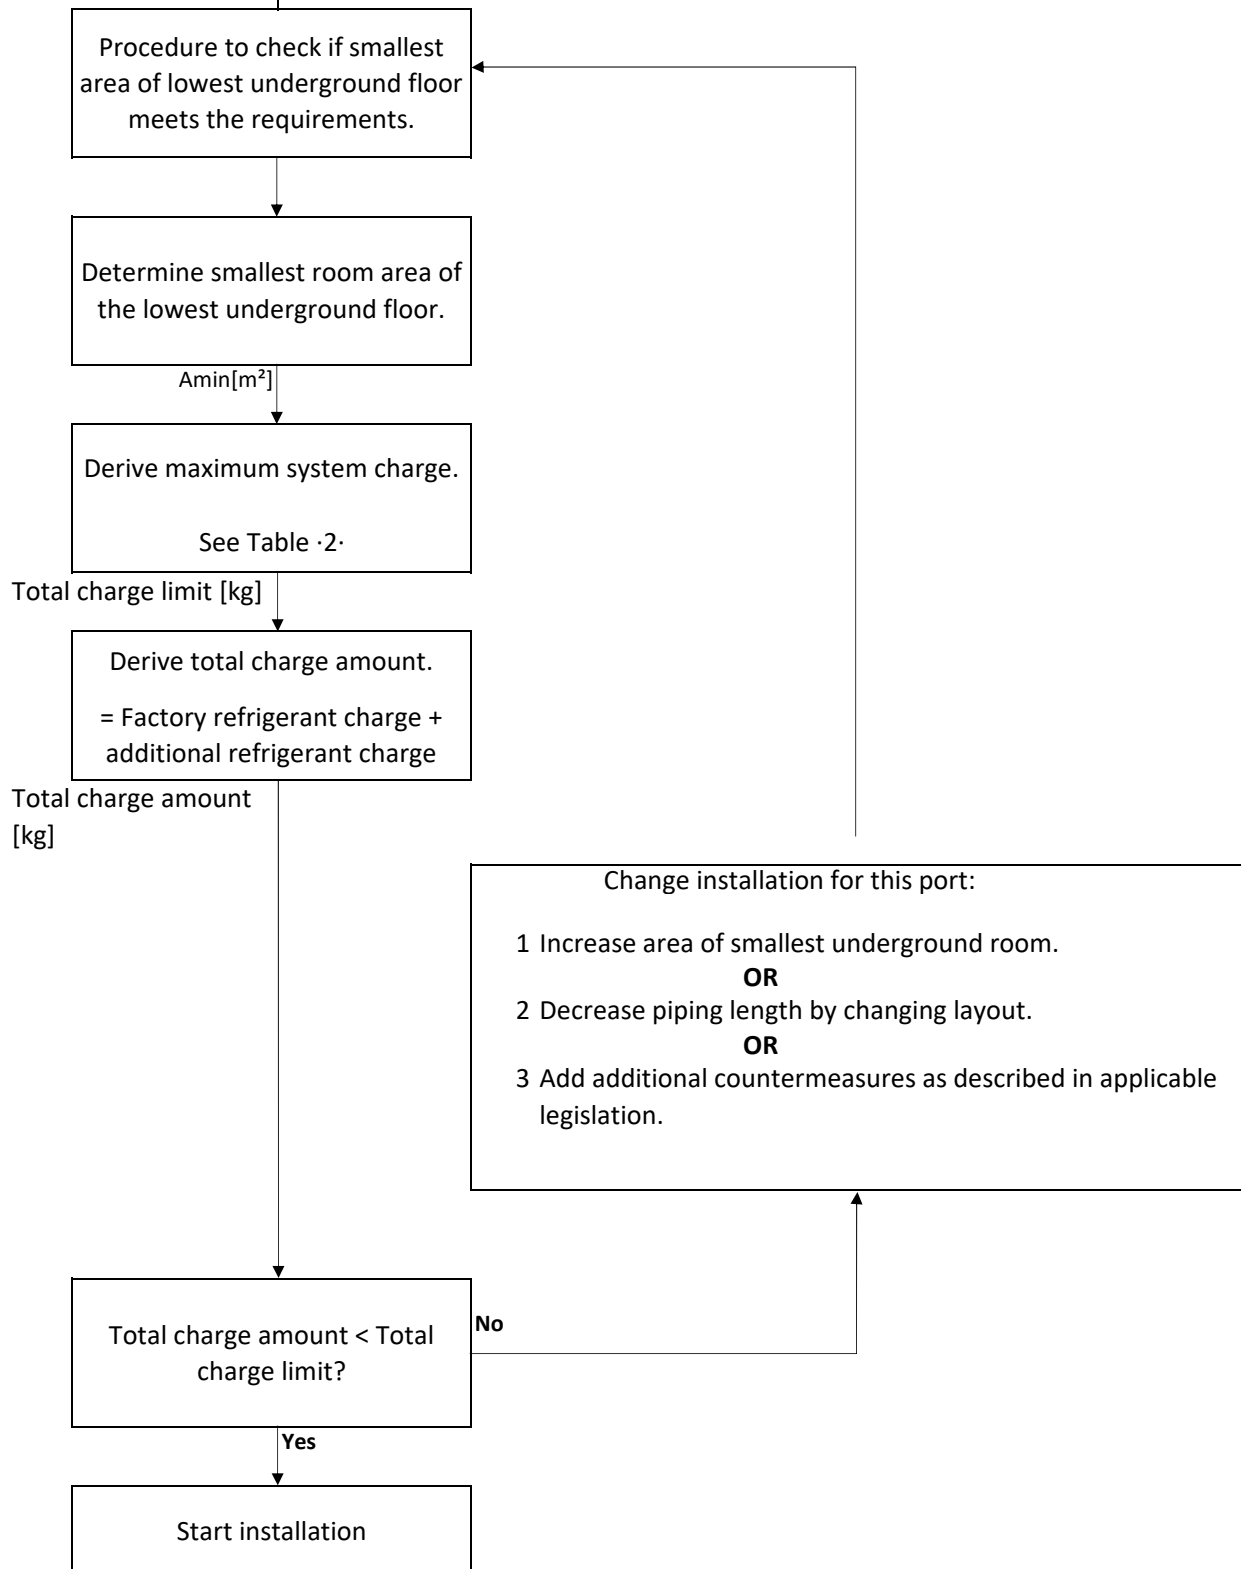 Procedure to check if smallest
area of lowest underground floor
meets the requirements.
Determine smallest room area of
the lowest underground floor.
Amin[m²]
Derive maximum system charge.
See Table ·2·
Total charge limit [kg]
Derive total charge amount.
= Factory refrigerant charge +
additional refrigerant charge
Total charge amount
[kg]
Change installation for this port:
1 Increase area of smallest underground room.
OR
2 Decrease piping length by changing layout.
OR
3 Add additional countermeasures as described in applicable
legislation.
Total charge amount < Total
charge limit?
No
Yes
Start installation